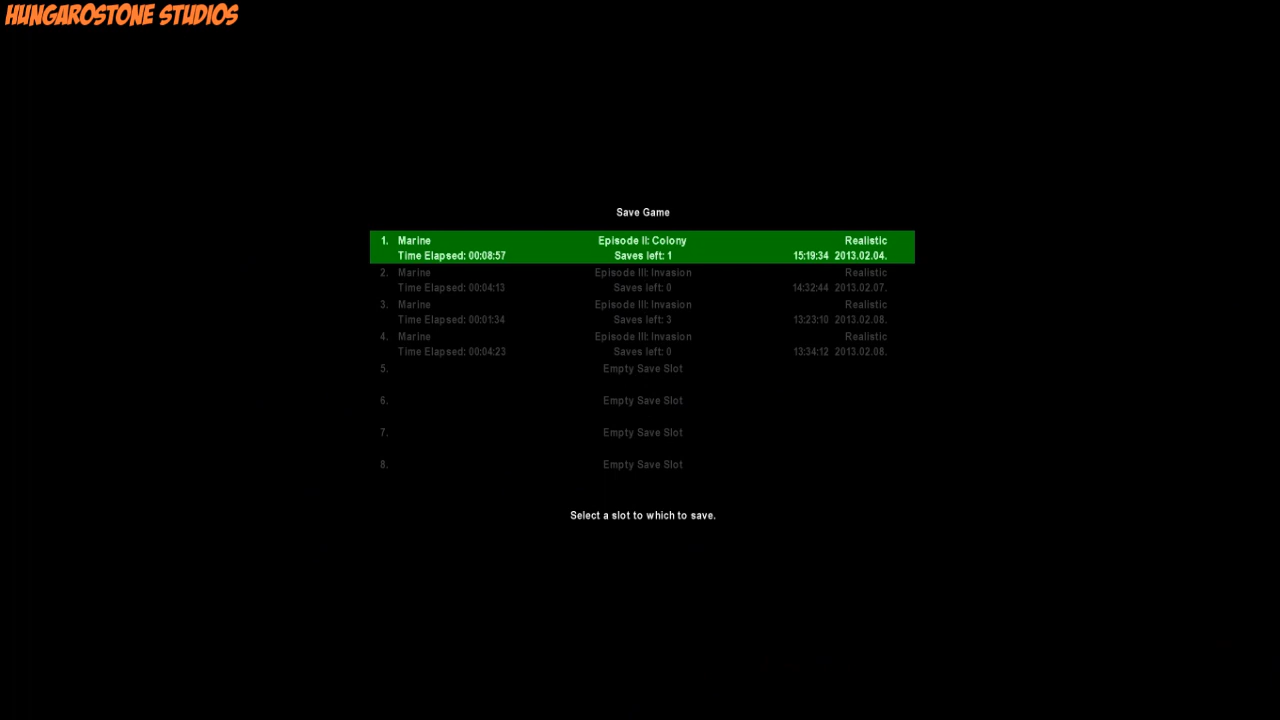 HUNGAROSTONE STUDIOS
Save Game
1. Marine Episode II: Colony Realistic
Time Elapsed: 00:08:57 Saves left: 1 15:19:34 2013.02.04.
2. Marine Episode III: Invasion Realistic
Time Elapsed: 00:04:13 Saves left: 0 14:32:44 2013.02.07.
3. Marine Episode III: Invasion Realistic
Time Elapsed: 00:01:34 Saves left: 3 13:23:10 2013.02.08.
4. Marine Episode III: Invasion Realistic
Time Elapsed: 00:04:23 Saves left: 0 13:34:12 2013.02.08.
5. Empty Save Slot
6. Empty Save Slot
7. Empty Save Slot
8. Empty Save Slot
Select a slot to which to save.